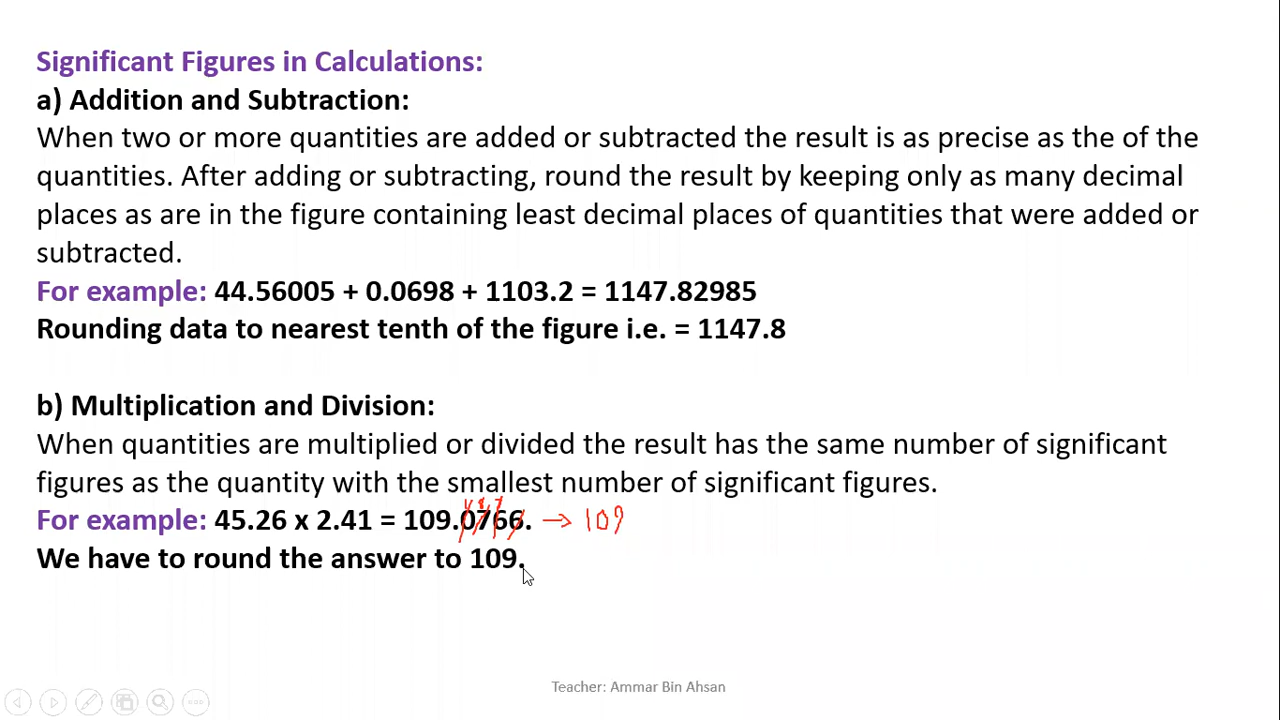 Significant Figures in Calculations:
a) Addition and Subtraction:
When two or more quantities are added or subtracted the result is as precise as the of the
quantities. After adding or subtracting, round the result by keeping only as many decimal
places as are in the figure containing least decimal places of quantities that were added or
subtracted.
For example: 44.56005 + 0.0698 + 1103.2 = 1147.82985
Rounding data to nearest tenth of the figure i.e. = 1147.8
b) Multiplication and Division:
When quantities are multiplied or divided the result has the same number of significant
figures as the quantity with the smallest number of significant figures.
For example: 45.26 x 2.41 = 109.0766. → 109
We have to round the answer to 109.
Teacher: Ammar Bin Ahsan